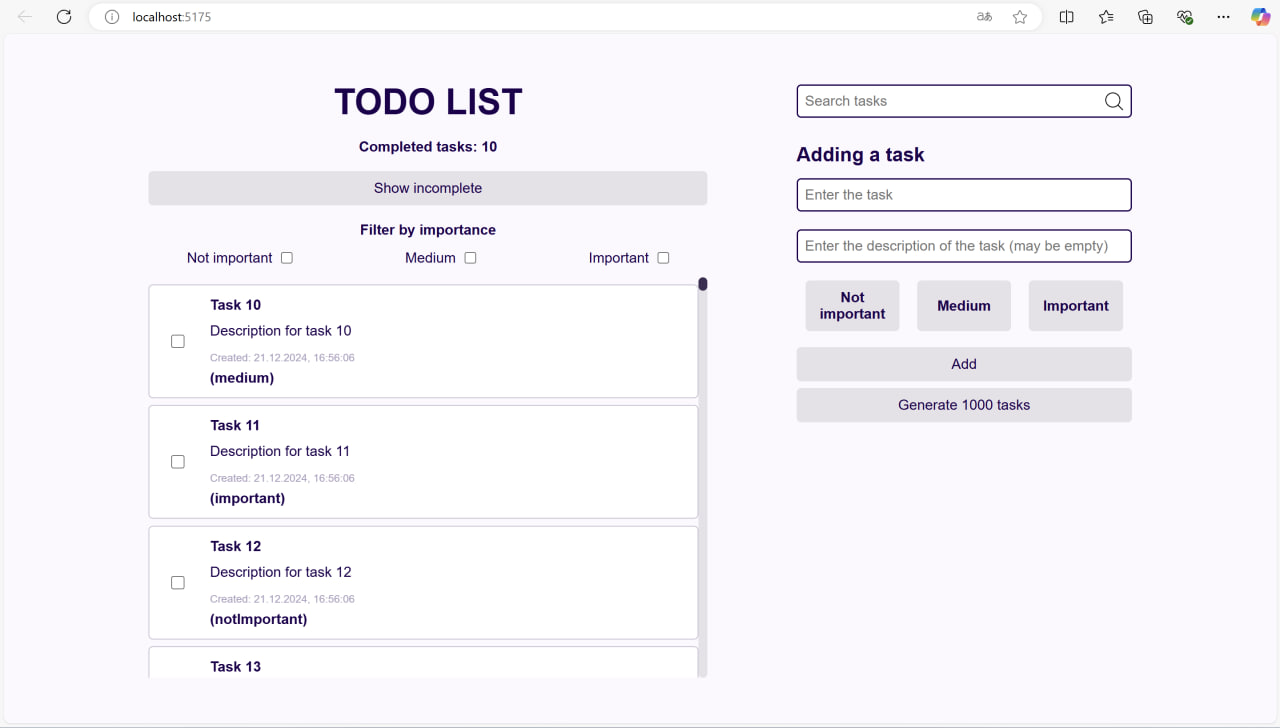 localhost:5175
TODO LIST
Completed tasks: 10
Show incomplete
Filter by importance
Not important Medium Important
Task 10
Description for task 10
Created: 21.12.2024, 16:56:06
(medium)
Task 11
Description for task 11
Created: 21.12.2024, 16:56:06
(important)
Task 12
Description for task 12
Created: 21.12.2024, 16:56:06
(notImportant)
Task 13
Search tasks
Adding a task
Enter the task
Enter the description of the task (may be empty)
Not
important
Medium
Important
Add
Generate 1000 tasks